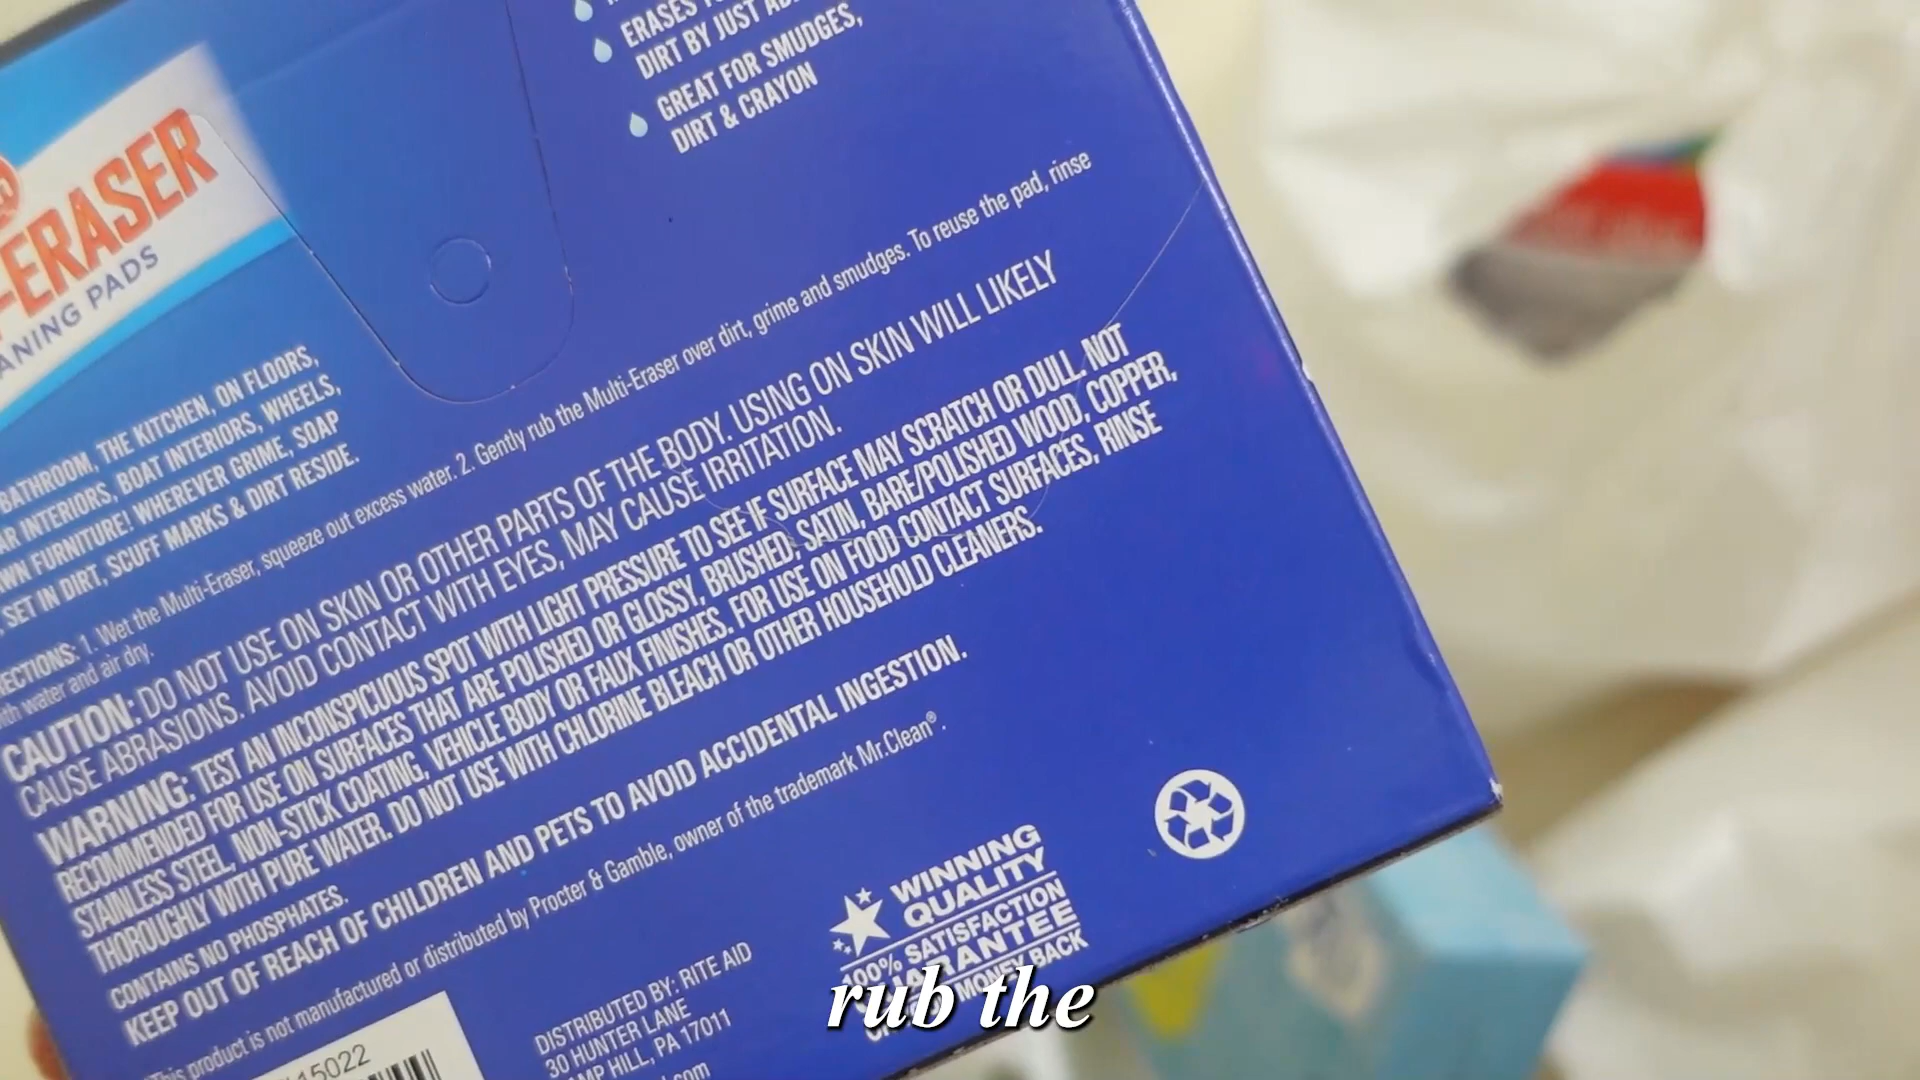 ERASES
DIRT BY JUST
GREAT FOR SMUDGES,
DIRT & CRAYON
ERASER
PADS
BATHROOM, THE KITCHEN, ON FLOORS,
INTERIORS, BOAT INTERIORS, WHEELS,
FURNITURE! WHEREVER GRIME, SOAP
SET IN DIRT, SCUFF MARKS & DIRT RESIDE.
1. Wet the Multi-Eraser, squeeze out excess water. 2. Gently rub the Multi-Eraser over dirt, grime and smudges. To reuse the pad, rinse
with water and air dry.
CAUTION: DO NOT USE ON SKIN OR OTHER PARTS OF THE BODY. USING ON SKIN WILL LIKELY
CAUSE ABRASIONS. AVOID CONTACT WITH EYES, MAY CAUSE IRRITATION.
WARNING: TEST AN INCONSPICUOUS SPOT WITH LIGHT PRESSURE TO SEE IF SURFACE MAY SCRATCH OR DULL. NOT
RECOMMENDED FOR USE ON SURFACES THAT ARE POLISHED OR GLOSSY, BRUSHED, SATIN, BARE/POLISHED WOOD, COPPER,
STAINLESS STEEL, NON-STICK COATING, VEHICLE BODY OR FAUX FINISHES. FOR USE ON FOOD CONTACT SURFACES, RINSE
THOROUGHLY WITH PURE WATER. DO NOT USE WITH CHLORINE BLEACH OR OTHER HOUSEHOLD CLEANERS.
CONTAINS NO PHOSPHATES.
KEEP OUT OF REACH OF CHILDREN AND PETS TO AVOID ACCIDENTAL INGESTION.
This product is not manufactured or distributed by Procter & Gamble, owner of the trademark Mr.Clean®.
15022
DISTRIBUTED BY: RITE AID
30 HUNTER LANE
CAMP HILL, PA 17011
WINNING
QUALITY
100% SATISFACTION
GUARANTEE
MONEY BACK
rub the